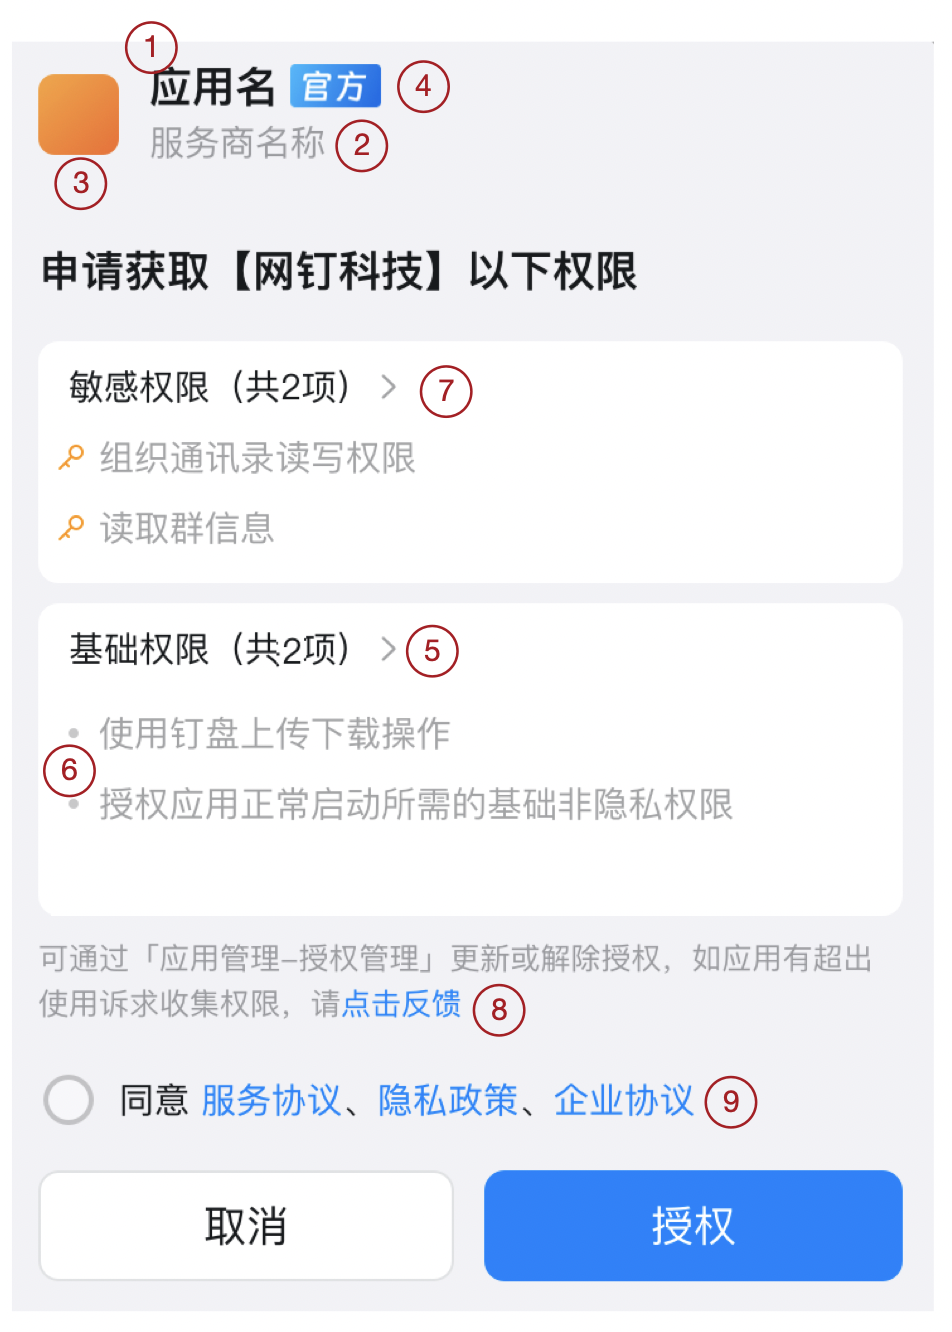 ①
应用名 官方 ④
服务商名称 ②
③
申请获取【网钉科技】以下权限
敏感权限（共2项） > ⑦
组织通讯录读写权限
读取群信息
基础权限（共2项） > ⑤
• 使用钉盘上传下载操作
⑥
• 授权应用正常启动所需的基础非隐私权限
可通过「应用管理–授权管理」更新或解除授权，如应用有超出
使用诉求收集权限，请点击反馈 ⑧
同意 服务协议、隐私政策、企业协议 ⑨
取消 授权